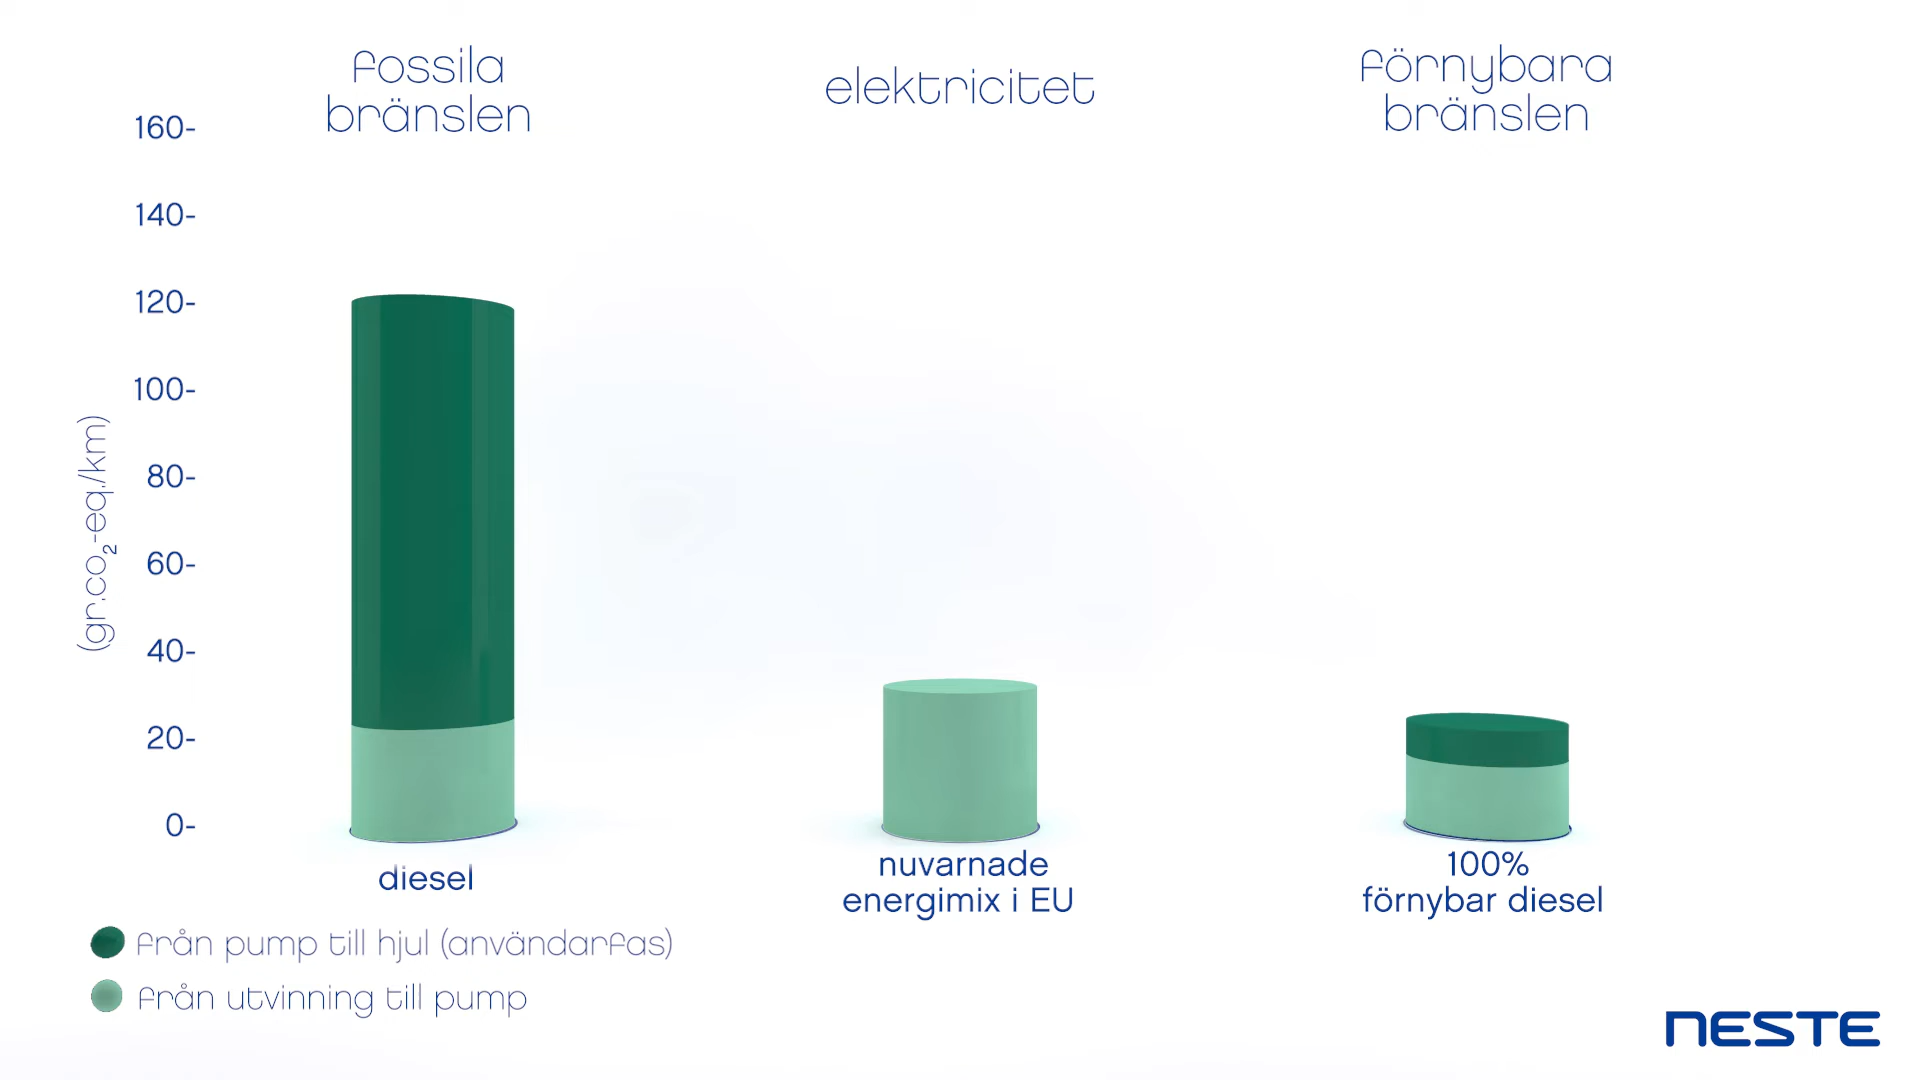 fossila
bränslen
elektricitet
förnybara
bränslen
160-
140-
120-
100-
80-
60-
40-
20-
0-
(gr.co₂-eq./km)
diesel
nuvarnade
energimix i EU
100%
förnybar diesel
från pump till hjul (användarfas)
från utvinning till pump
NESTE